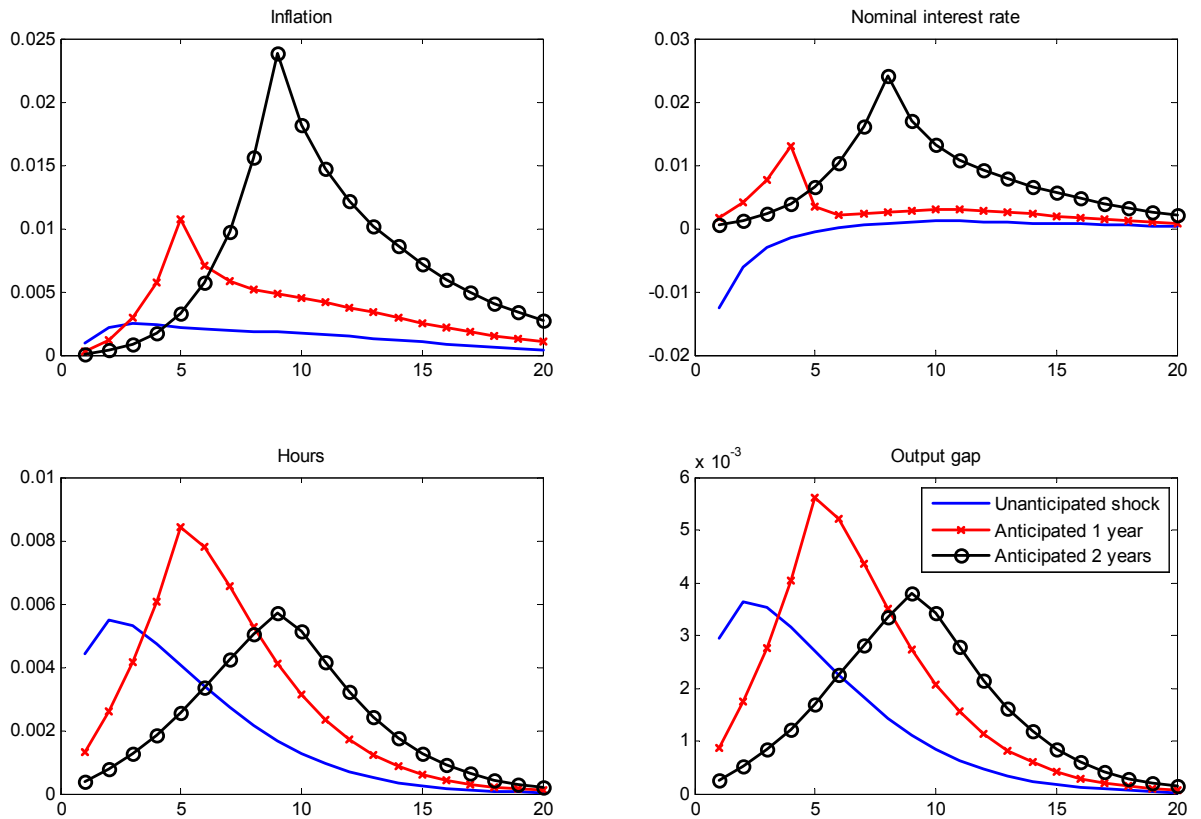 Inflation
0.025
0.02
0.015
0.01
0.005
0
0 5 10 15 20
Nominal interest rate
0.03
0.02
0.01
0
-0.01
-0.02
0 5 10 15 20
Hours
0.01
0.008
0.006
0.004
0.002
0
0 5 10 15 20
Output gap
x 10^-3
6
5
4
3
2
1
0
0 5 10 15 20
Unanticipated shock
Anticipated 1 year
Anticipated 2 years